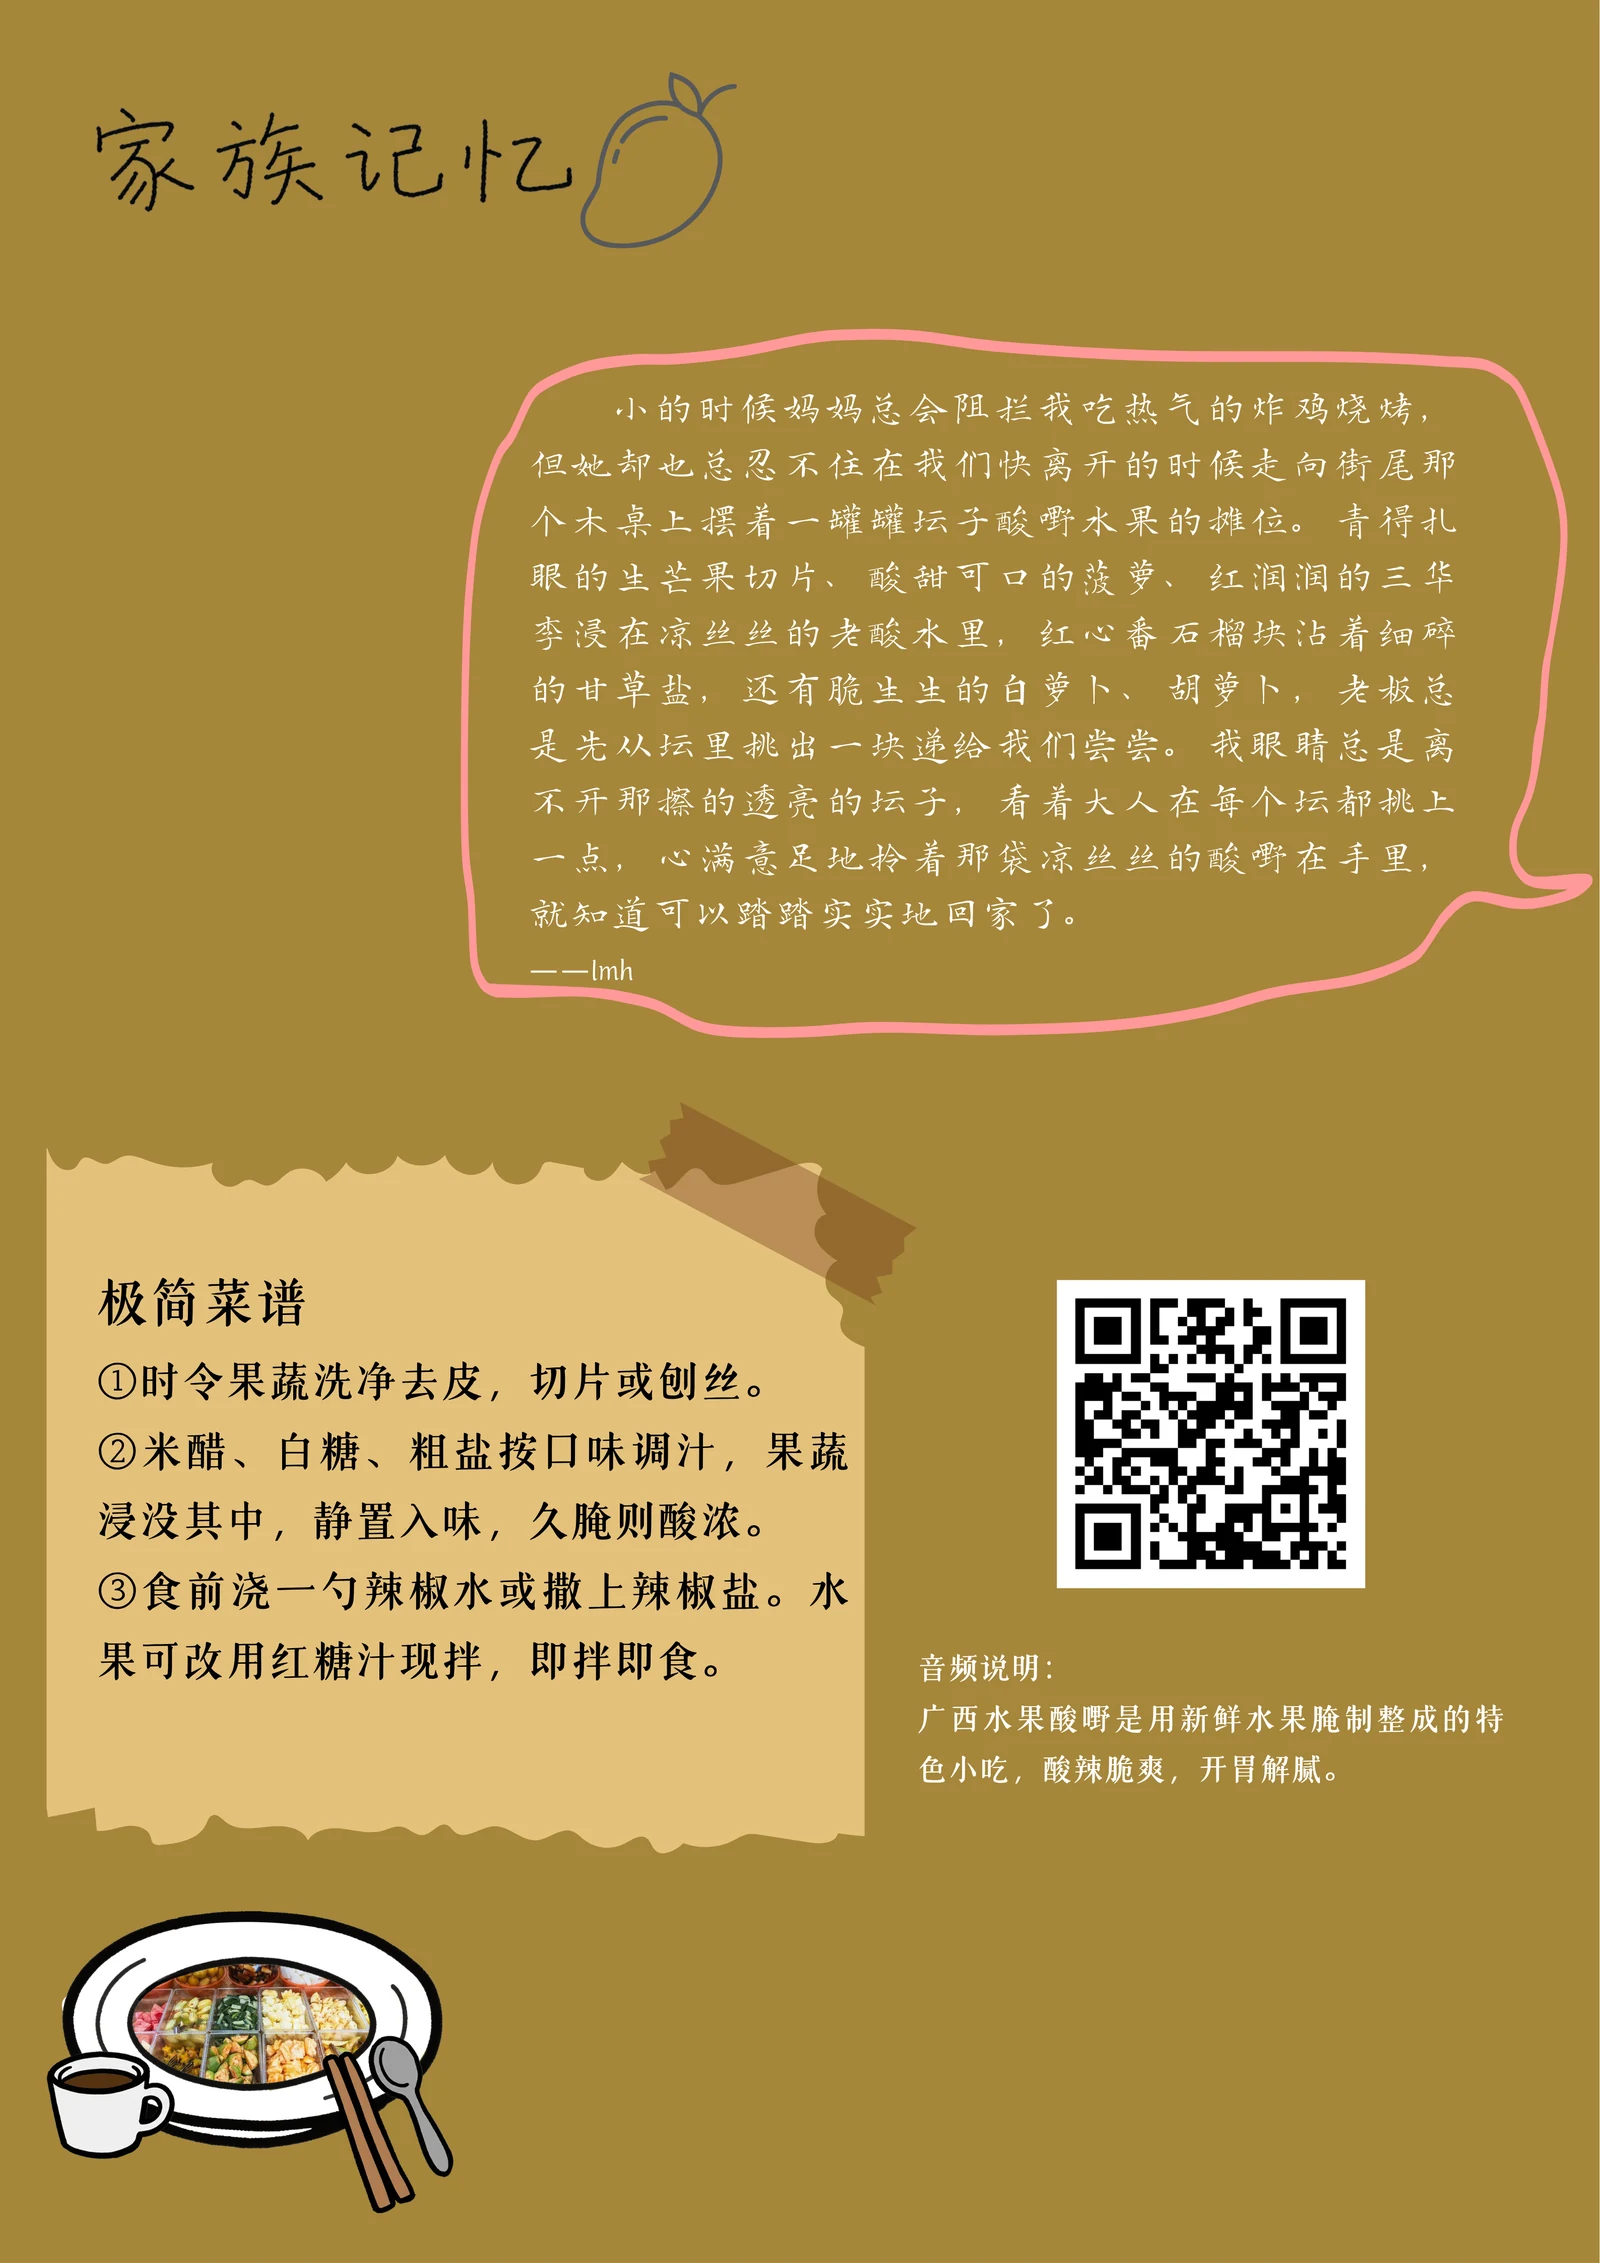 家族记忆
小的时候妈妈总会阻拦我吃热气的炸鸡烧烤，
但她却也总忍不住在我们快离开的时候走向街尾那
个木桌上摆着一罐罐坛子酸嘢水果的摊位。青得扎
眼的生芒果切片、酸甜可口的菠萝、红润润的三华
李浸在凉丝丝的老酸水里，红心番石榴块沾着细碎
的甘草盐，还有脆生生的白萝卜、胡萝卜，老板总
是先从坛里挑出一块递给我们尝尝。我眼睛总是离
不开那擦的透亮的坛子，看着大人在每个坛都挑上
一点，心满意足地拎着那袋凉丝丝的酸嘢在手里，
就知道可以踏踏实实地回家了。
——lmh
极简菜谱
①时令果蔬洗净去皮，切片或刨丝。
②米醋、白糖、粗盐按口味调汁，果蔬
浸没其中，静置入味，久腌则酸浓。
③食前浇一勺辣椒水或撒上辣椒盐。水
果可改用红糖汁现拌，即拌即食。
音频说明：
广西水果酸嘢是用新鲜水果腌制整成的特
色小吃，酸辣脆爽，开胃解腻。